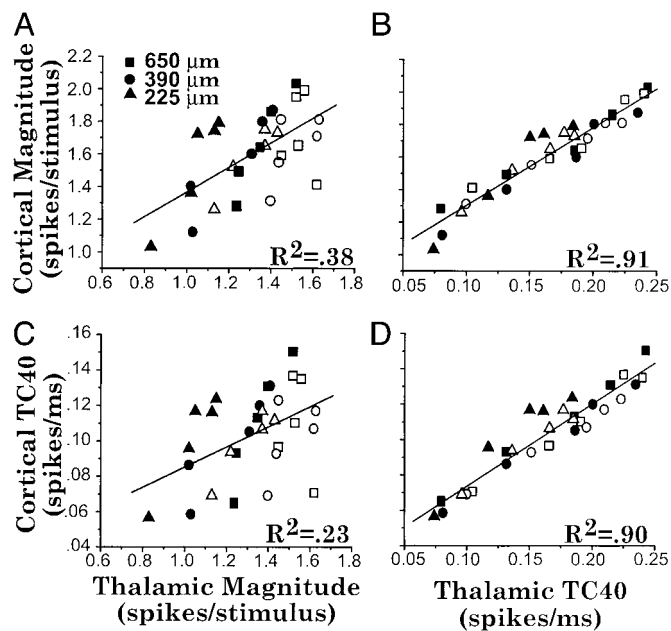 A
B
■ 650 µm
● 390 µm
▲ 225 µm
2.2
2.0
1.8
1.6
1.4
1.2
1.0
Cortical Magnitude
(spikes/stimulus)
R²=.38
R²=.91
0.6 0.8 1.0 1.2 1.4 1.6 1.8
0.05 0.10 0.15 0.20 0.25
C
D
.16
.14
.12
.10
.08
.06
.04
Cortical TC40
(spikes/ms)
R²=.23
R²=.90
0.6 0.8 1.0 1.2 1.4 1.6 1.8
0.05 0.10 0.15 0.20 0.25
Thalamic Magnitude
(spikes/stimulus)
Thalamic TC40
(spikes/ms)